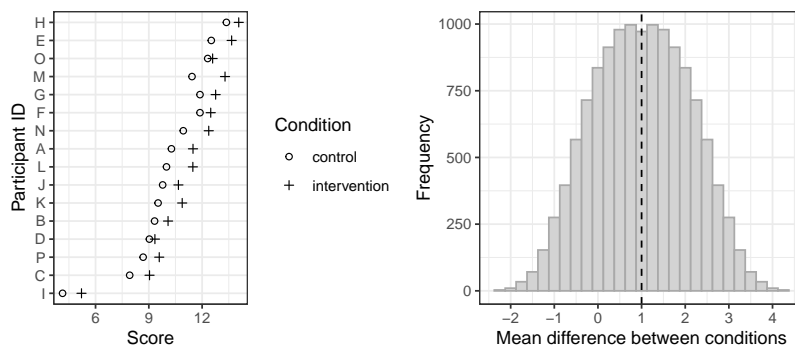 H
E
O
M
G
F
N
A
L
J
K
B
D
P
C
I
Participant ID
6 9 12
Score
Condition
control
intervention
1000
750
500
250
0
Frequency
−2 −1 0 1 2 3 4
Mean difference between conditions